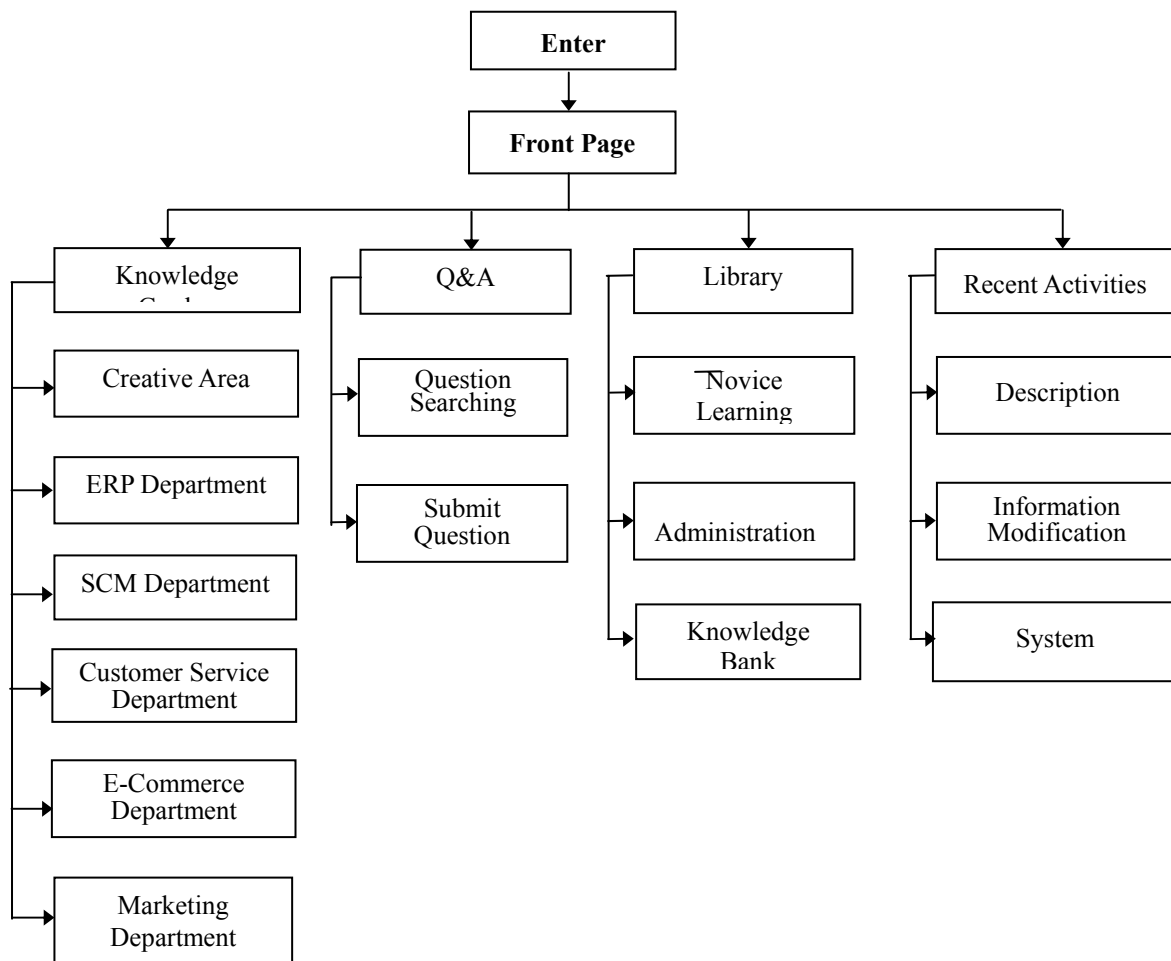 Enter
Front Page
Knowledge
Q&A
Library
Recent Activities
Creative Area
ERP Department
SCM Department
Customer Service
Department
E-Commerce
Department
Marketing
Department
Question
Searching
Submit
Question
Novice
Learning
Administration
Knowledge
Bank
Description
Information
Modification
System